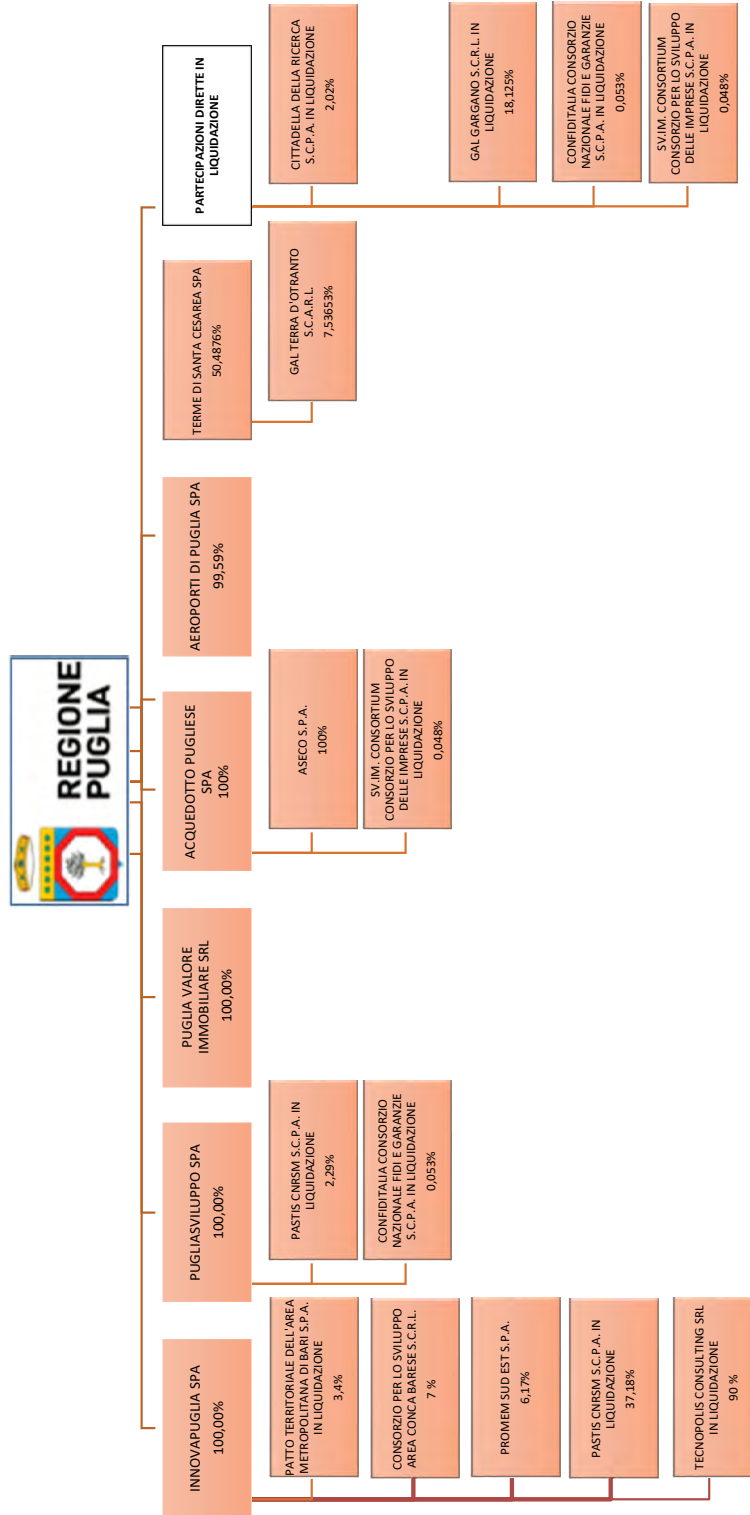 REGIONE
PUGLIA
INNOVAPUGLIA SPA
100,00%
PATTO TERRITORIALE DELL'AREA
METROPOLITANA DI BARI S.P.A.
IN LIQUIDAZIONE
3,4%
CONSORZIO PER LO SVILUPPO
AREA CONCA BARESE S.C.R.L.
7 %
PROMEM SUD EST S.P.A.
6,17%
PASTIS CNRSM S.C.P.A. IN
LIQUIDAZIONE
37,18%
TECNOPOLIS CONSULTING SRL
IN LIQUIDAZIONE
90 %
PUGLIASVILUPPO SPA
100,00%
PASTIS CNRSM S.C.P.A. IN
LIQUIDAZIONE
2,29%
CONFIDITALIA CONSORZIO
NAZIONALE FIDI E GARANZIE
S.C.P.A. IN LIQUIDAZIONE
0,053%
PUGLIA VALORE
IMMOBILIARE SRL
100,00%
ACQUEDOTTO PUGLIESE
SPA
100%
ASECO S.P.A.
100%
SV.IM. CONSORTIUM
CONSORZIO PER LO SVILUPPO
DELLE IMPRESE S.C.P.A. IN
LIQUIDAZIONE
0,048%
AEROPORTI DI PUGLIA SPA
99,59%
TERME DI SANTA CESAREA SPA
50,4876%
GAL TERRA D'OTRANTO
S.C.A.R.L.
7,53653%
PARTECIPAZIONI DIRETTE IN
LIQUIDAZIONE
CITTADELLA DELLA RICERCA
S.C.P.A. IN LIQUIDAZIONE
2,02%
GAL GARGANO S.C.R.L. IN
LIQUIDAZIONE
18,125%
CONFIDITALIA CONSORZIO
NAZIONALE FIDI E GARANZIE
S.C.P.A. IN LIQUIDAZIONE
0,053%
SV.IM. CONSORTIUM
CONSORZIO PER LO SVILUPPO
DELLE IMPRESE S.C.P.A. IN
LIQUIDAZIONE
0,048%